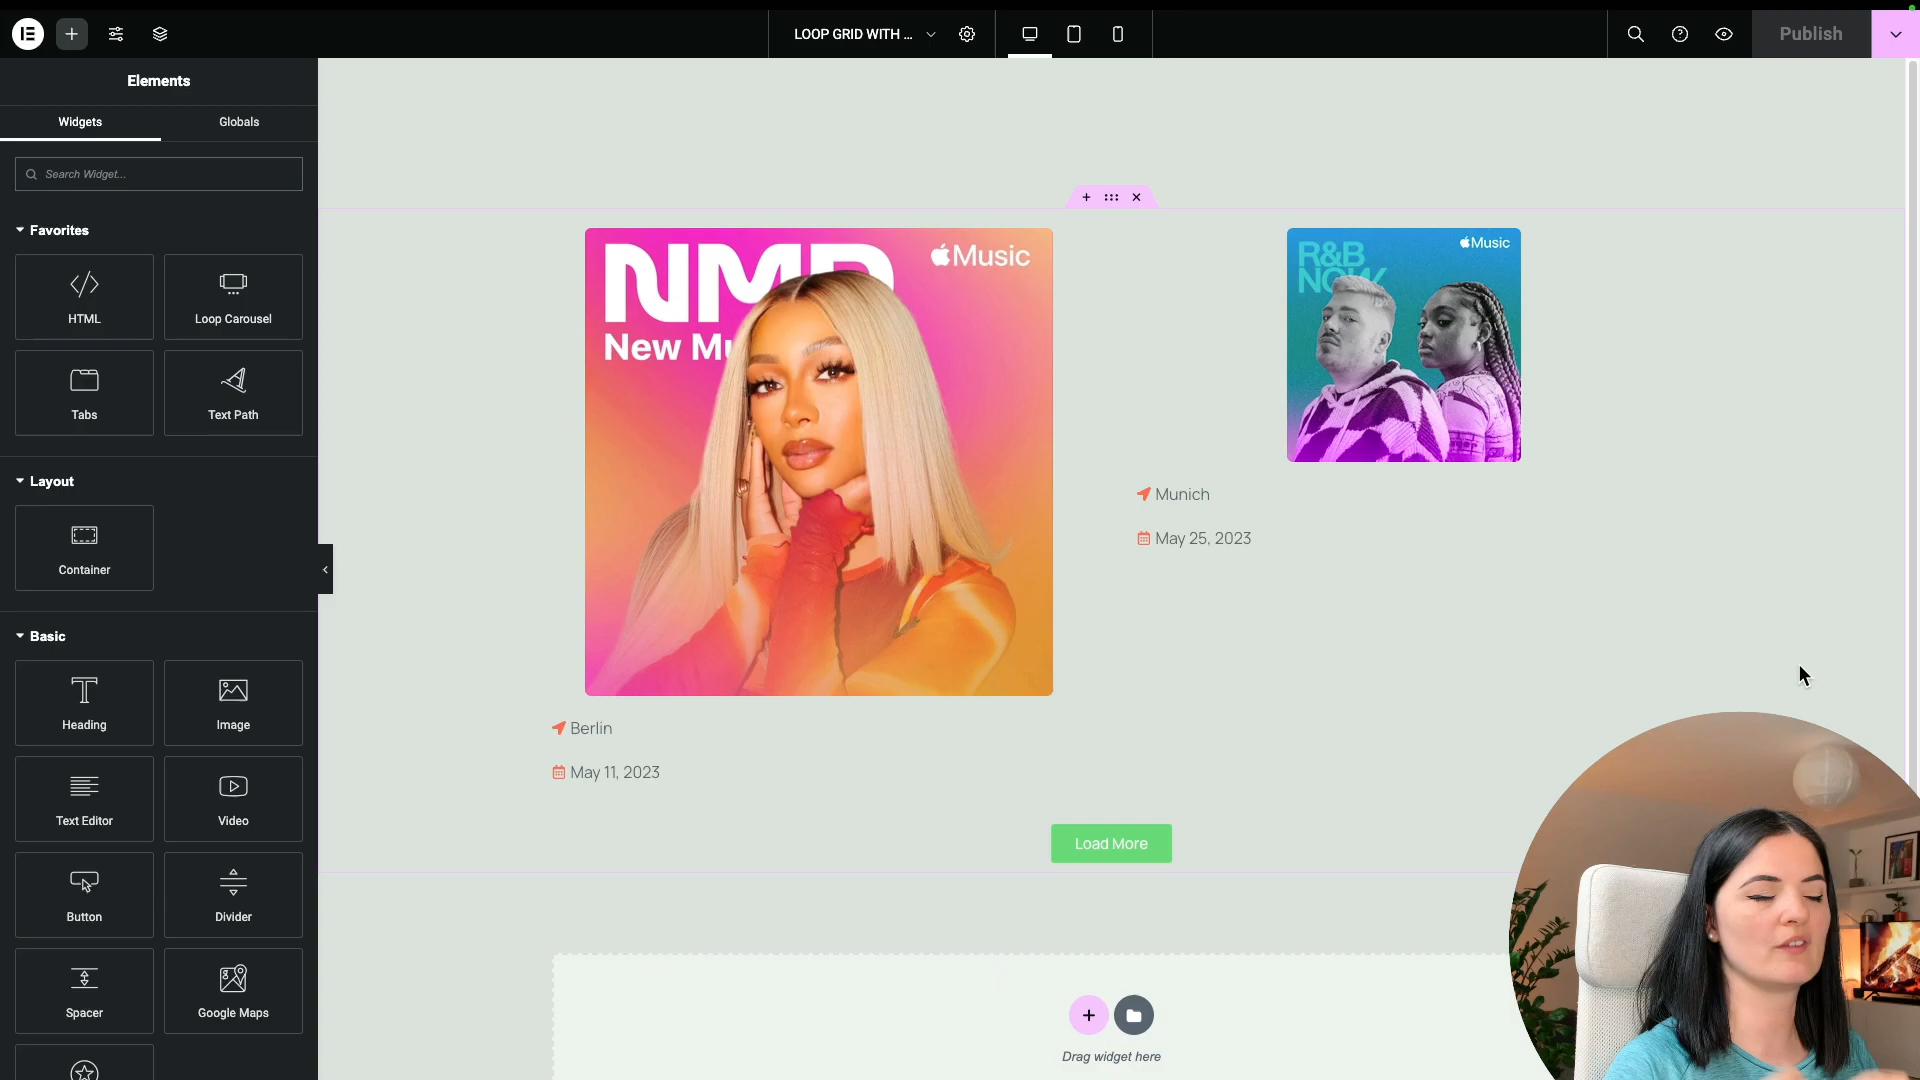 LOOP GRID WITH ...
Publish
Elements
Widgets
Globals
Search Widget...
Favorites
HTML
Loop Carousel
Tabs
Text Path
Layout
Container
Basic
Heading
Image
Text Editor
Video
Button
Divider
Spacer
Google Maps
NMD
Music
New Mu
R&B
NOW
Music
Munich
May 25, 2023
Berlin
May 11, 2023
Load More
Drag widget here